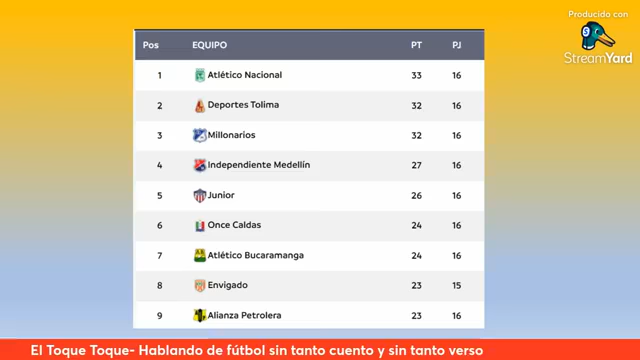 Producido con
StreamYard
Pos EQUIPO PT PJ
1 Atlético Nacional 33 16
2 Deportes Tolima 32 16
3 Millonarios 32 16
4 Independiente Medellín 27 16
5 Junior 26 16
6 Once Caldas 24 16
7 Atlético Bucaramanga 24 16
8 Envigado 23 15
9 Alianza Petrolera 23 16
El Toque Toque- Hablando de fútbol sin tanto cuento y sin tanto verso